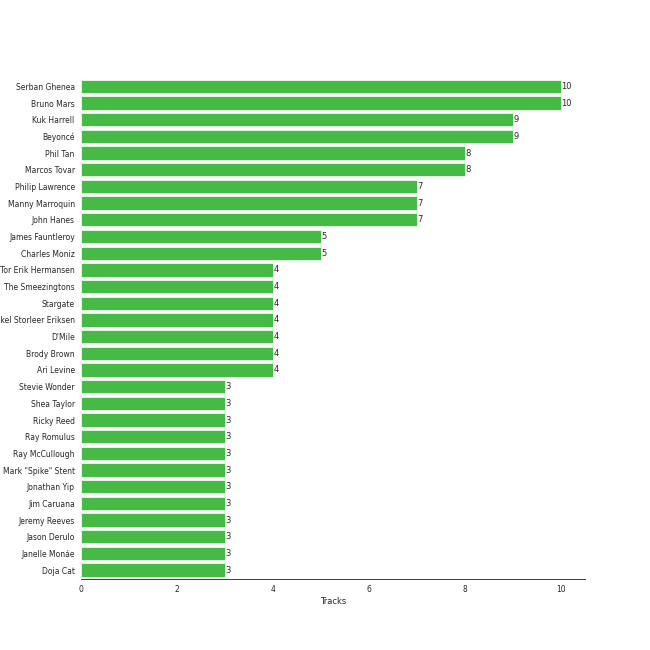 Serban Ghenea 10
Bruno Mars 10
Kuk Harrell 9
Beyoncé 9
Phil Tan 8
Marcos Tovar 8
Philip Lawrence 7
Manny Marroquin 7
John Hanes 7
James Fauntleroy 5
Charles Moniz 5
Tor Erik Hermansen 4
The Smeezingtons 4
Stargate 4
kel Storleer Eriksen 4
D'Mile 4
Brody Brown 4
Ari Levine 4
Stevie Wonder 3
Shea Taylor 3
Ricky Reed 3
Ray Romulus 3
Ray McCullough 3
Mark "Spike" Stent 3
Jonathan Yip 3
Jim Caruana 3
Jeremy Reeves 3
Jason Derulo 3
Janelle Monáe 3
Doja Cat 3
0 2 4 6 8 10
Tracks